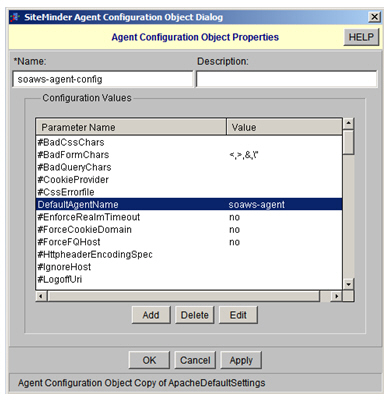 SiteMinder Agent Configuration Object Dialog
Agent Configuration Object Properties HELP
*Name: Description:
soaws-agent-config
Configuration Values
Parameter Name Value
#BadCssChars
#BadFormChars <,>,&,\"
#BadQueryChars
#CookieProvider
#CssErrorfile
DefaultAgentName soaws-agent
#EnforceRealmTimeout no
#ForceCookieDomain no
#ForceFQHost no
#HttpheaderEncodingSpec
#IgnoreHost
#LogoffUri
Add Delete Edit
OK Cancel Apply
Agent Configuration Object Copy of ApacheDefaultSettings